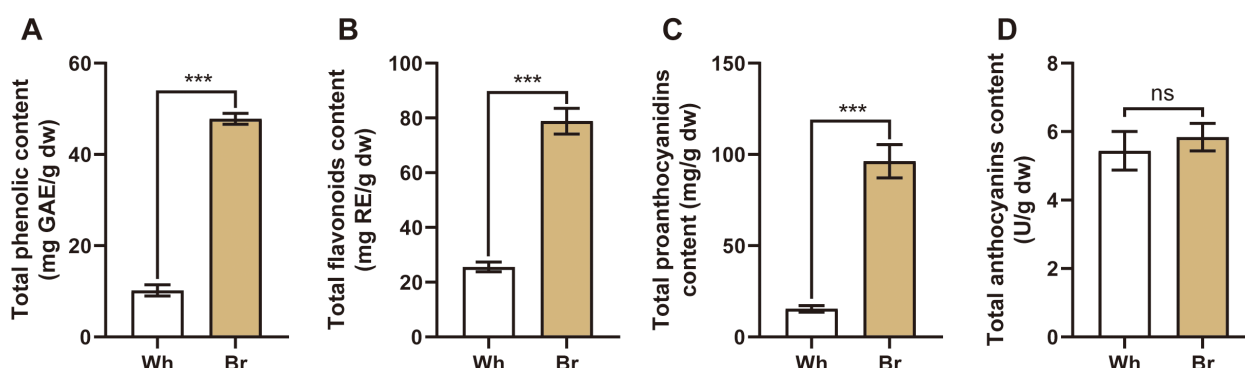 A
Total phenolic content
(mg GAE/g dw)
60
40
20
0
***
Wh
Br
B
Total flavonoids content
(mg RE/g dw)
100
80
60
40
20
0
***
Wh
Br
C
Total proanthocyanidins
content (mg/g dw)
150
100
50
0
***
Wh
Br
D
Total anthocyanins content
(U/g dw)
8
6
4
2
0
ns
Wh
Br